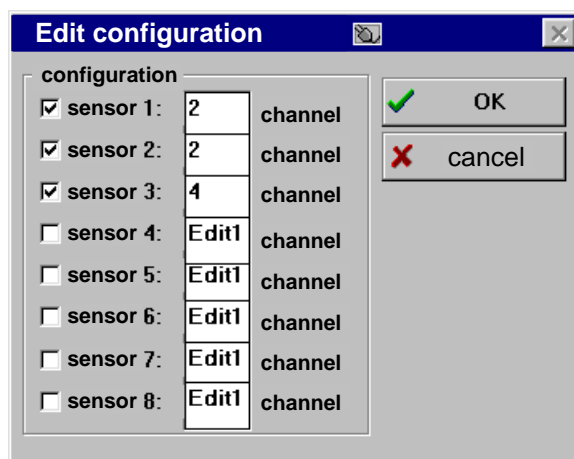 Edit configuration
configuration
sensor 1: 2 channel
sensor 2: 2 channel
sensor 3: 4 channel
sensor 4: Edit1 channel
sensor 5: Edit1 channel
sensor 6: Edit1 channel
sensor 7: Edit1 channel
sensor 8: Edit1 channel
OK
cancel